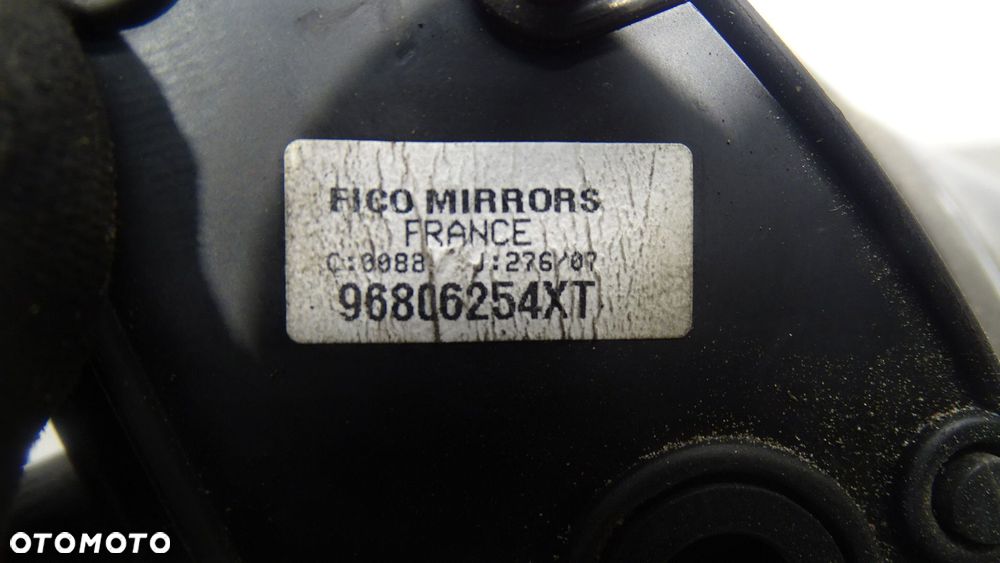 FICO MIRRORS
FRANCE
C:0088 J:276/07
96806254XT
OTOMOTO